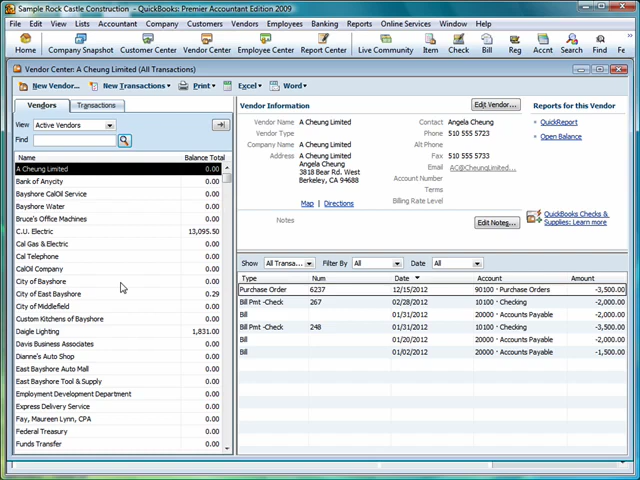 Sample Rock Castle Construction - QuickBooks: Premier Accountant Edition 2009
File Edit View Lists Accountant Company Customers Vendors Employees Banking Reports Online Services Window Help
Home Company Snapshot Customer Center Vendor Center Employee Center Report Center Live Community Item Check Bill Reg Accnt Search Find Fe
Vendor Center: A Cheung Limited (All Transactions)
New Vendor... New Transactions Print Excel Word
Vendors Transactions
View Active Vendors
Find
Name Balance Total
A Cheung Limited 0.00
Bank of Anycity 0.00
Bayshore CalOil Service 0.00
Bayshore Water 0.00
Bruce's Office Machines 0.00
C.U. Electric 13,095.50
Cal Gas & Electric 0.00
Cal Telephone 0.00
CalOil Company 0.00
City of Bayshore 0.00
City of East Bayshore 0.29
City of Middlefield 0.00
Custom Kitchens of Bayshore 0.00
Daigle Lighting 1,831.00
Davis Business Associates 0.00
Dianne's Auto Shop 0.00
East Bayshore Auto Mall 0.00
East Bayshore Tool & Supply 0.00
Employment Development Department 0.00
Express Delivery Service 0.00
Fay, Maureen Lynn, CPA 0.00
Federal Treasury 0.00
Funds Transfer 0.00
Vendor Information Edit Vendor...
Vendor Name A Cheung Limited Contact Angela Cheung
Vendor Type Phone 510 555 5723
Company Name A Cheung Limited Alt Phone
Address A Cheung Limited Fax 510 555 5733
Angela Cheung Email AC@CheungLimited....
3818 Bear Rd. West Account Number
Berkeley, CA 94688 Terms
Billing Rate Level
Map | Directions
Notes Edit Notes...
Reports for this Vendor
QuickReport
Open Balance
QuickBooks Checks &
Supplies: Learn more
Show All Transa... Filter By All Date All
Type Num Date Account Amount
Purchase Order 6237 12/15/2012 90100 · Purchase Orders -3,500.00
Bill Pmt -Check 267 02/28/2012 10100 · Checking -2,000.00
Bill 01/31/2012 20000 · Accounts Payable -2,000.00
Bill Pmt -Check 248 01/31/2012 10100 · Checking -3,500.00
Bill 01/20/2012 20000 · Accounts Payable -2,000.00
Bill 01/02/2012 20000 · Accounts Payable -1,500.00